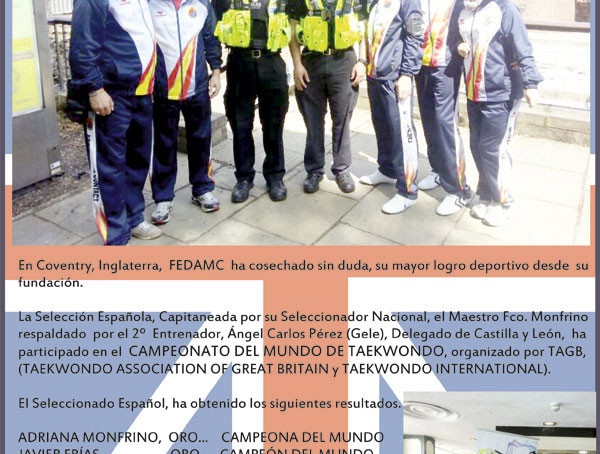 En Coventry, Inglaterra, FEDAMC ha cosechado sin duda, su mayor logro deportivo desde su
fundación.
La Selección Española, Capitaneada por su Seleccionador Nacional, el Maestro Fco. Monfrino
respaldado por el 2º Entrenador, Ángel Carlos Pérez (Gele), Delegado de Castilla y León, ha
participado en el CAMPEONATO DEL MUNDO DE TAEKWONDO, organizado por TAGB,
(TAEKWONDO ASSOCIATION OF GREAT BRITAIN y TAEKWONDO INTERNATIONAL).
El Seleccionado Español, ha obtenido los siguientes resultados.
ADRIANA MONFRINO, ORO... CAMPEONA DEL MUNDO
JAVIER FRÍAS ORO CAMPEÓN DEL MUNDO